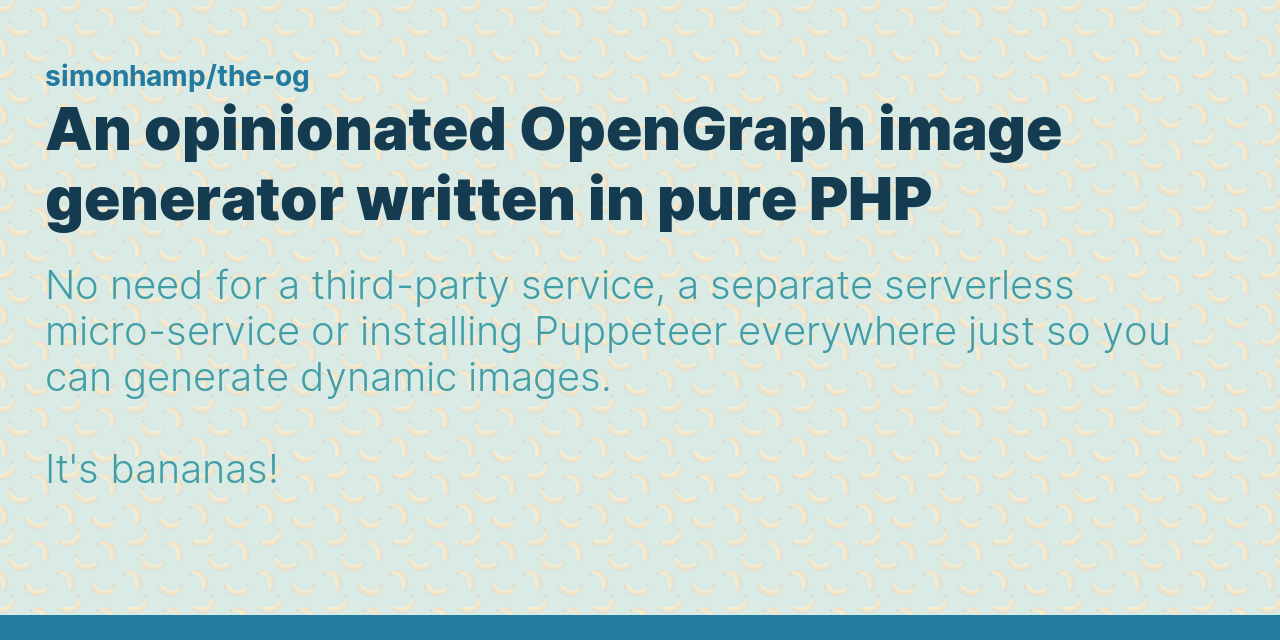 simonhamp/the-og
An opinionated OpenGraph image
generator written in pure PHP
No need for a third-party service, a separate serverless
micro-service or installing Puppeteer everywhere just so you
can generate dynamic images.
It's bananas!